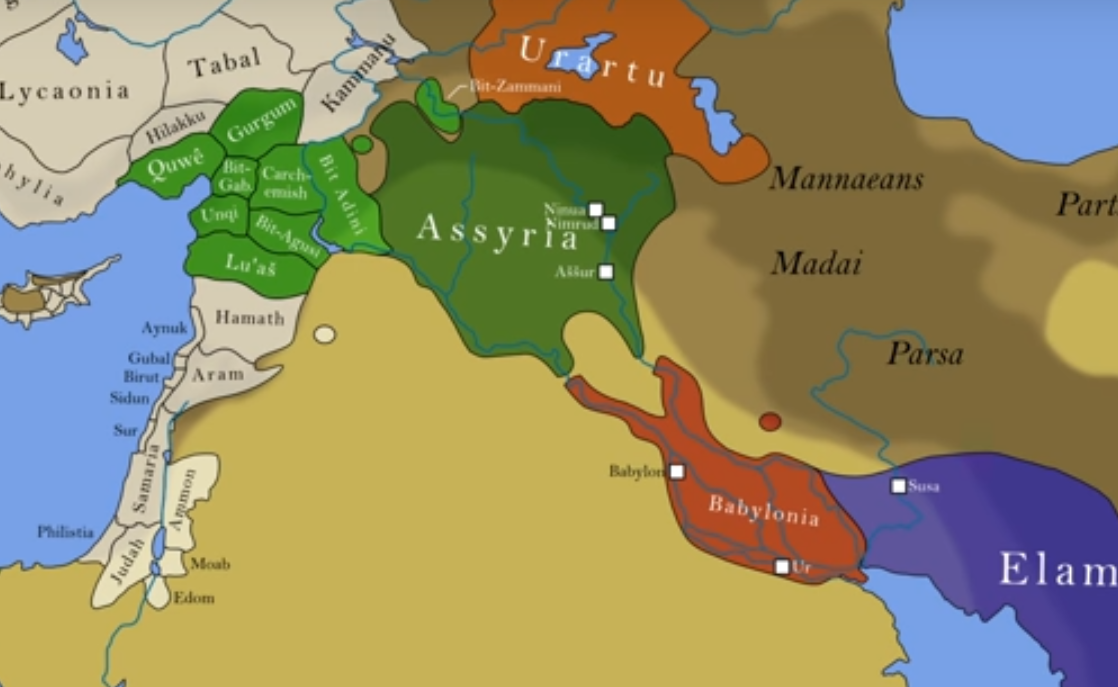 Lycaonia
Tabal
Kammanu
Urartu
Bit-Zammani
Hilakku
Gurgum
Quwê
Bit-
Gab.
Carch-
emish
Bit Adini
Unqi
Bit-Agusi
Lu'aš
Assyria
Ninua
Nimrud
Aššur
Mannaeans
Part
Madai
Parsa
Hamath
Aynuk
Gubal
Birut
Aram
Sidun
Sur
Samaria
Ammon
Philistia
Judah
Moab
Edom
Babylon
Babylonia
Ur
Susa
Elam